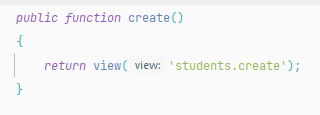 public function create()
{
return view( view: 'students.create');
}